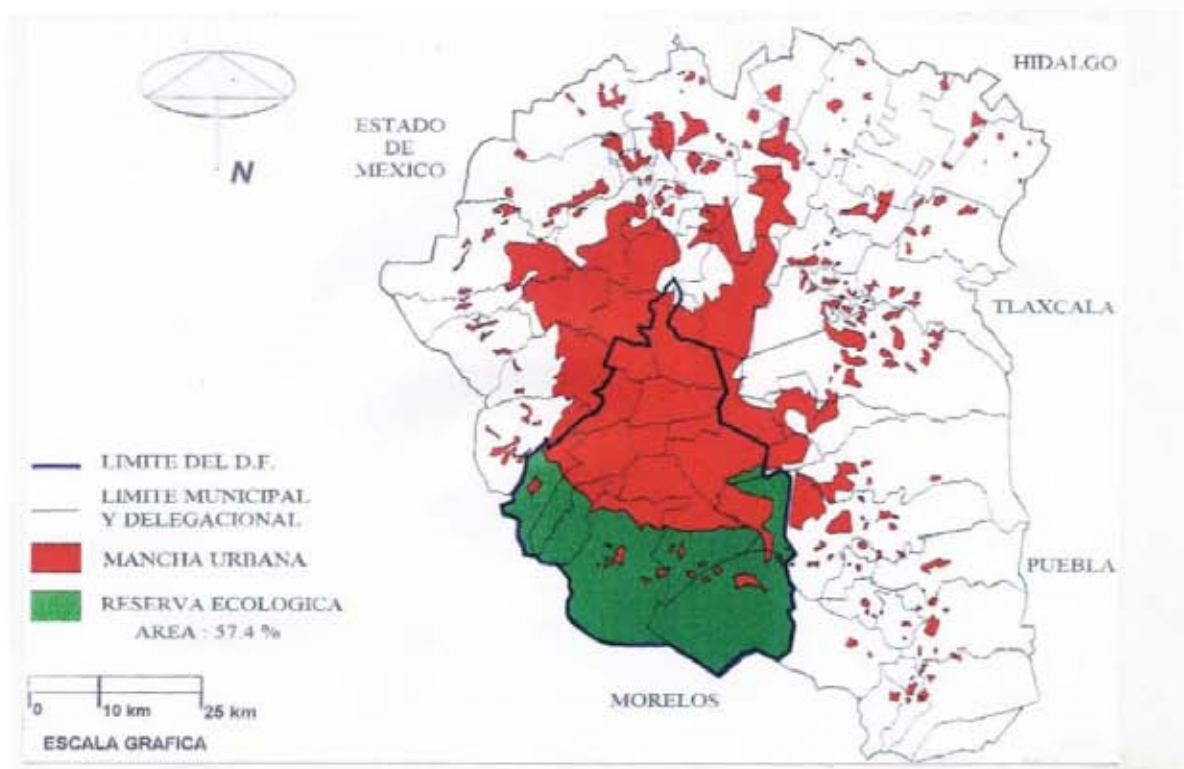 HIDALGO
ESTADO
DE
MEXICO
N
TLAXCALA
LIMITE DEL D.F.
LIMITE MUNICIPAL
Y DELEGACIONAL
MANCHA URBANA
PUEBLA
RESERVA ECOLOGICA
AREA : 57.4 %
MORELOS
0 10 km 25 km
ESCALA GRAFICA